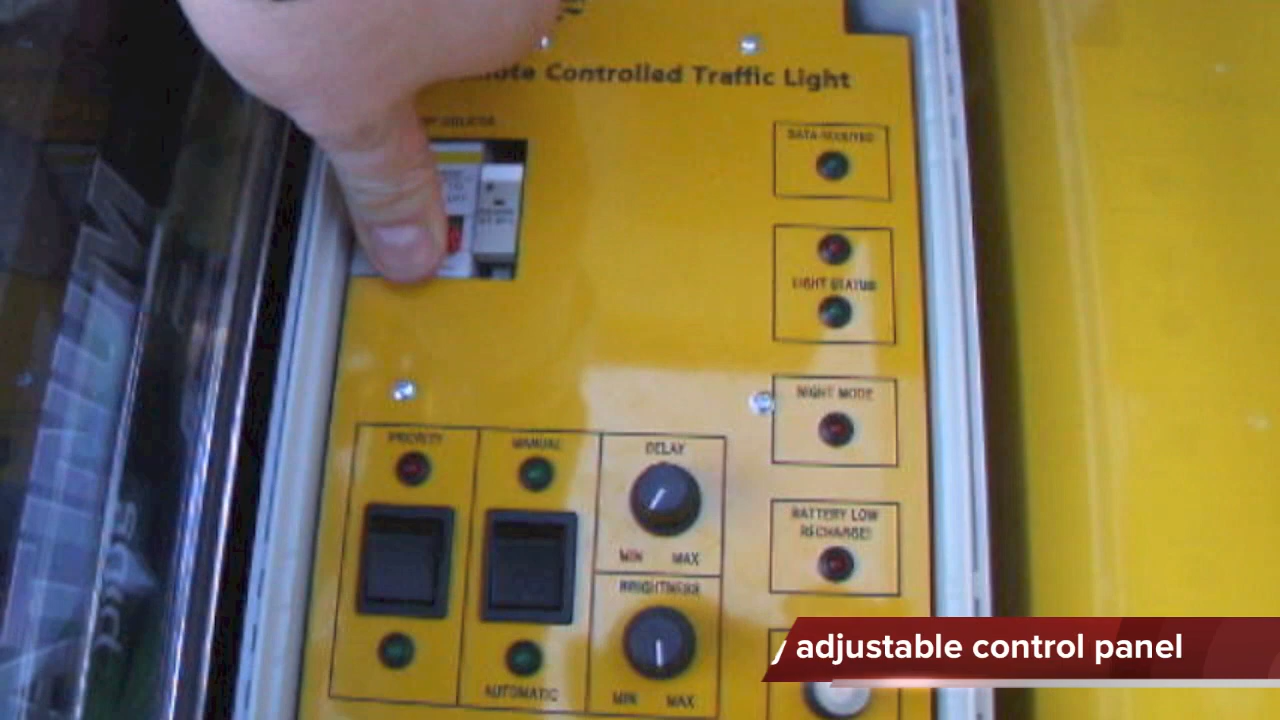 Controlled Traffic Light
DATA RECEIVED
LIGHT STATUS
NIGHT MODE
PRIORITY
MANUAL
DELAY
MIN MAX
BATTERY LOW
RECHARGE!
BRIGHTNESS
AUTOMATIC
MIN MAX
y adjustable control panel